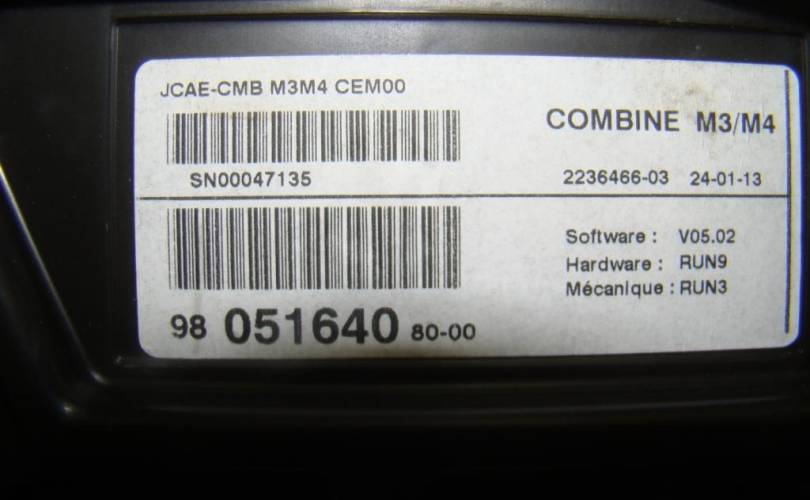 JCAE-CMB M3M4 CEM00
COMBINE M3/M4
SN00047135
2236466-03 24-01-13
Software : V05.02
Hardware : RUN9
Mécanique : RUN3
98 051640 80-00